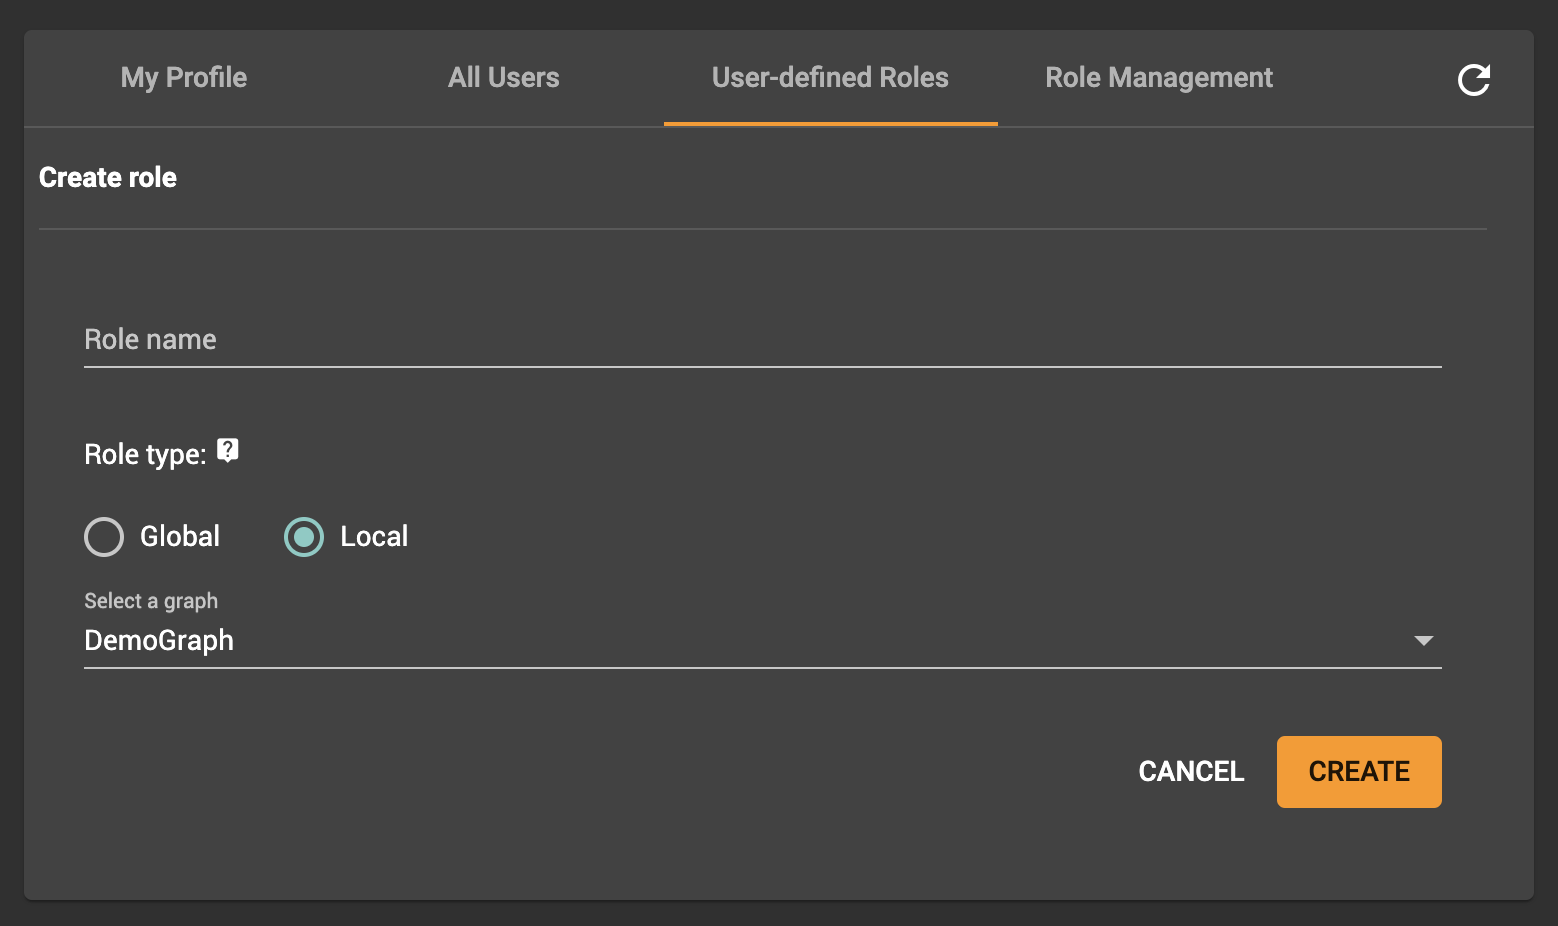 My Profile All Users User-defined Roles Role Management
Create role
Role name
Role type: ?
Global Local
Select a graph
DemoGraph
CANCEL CREATE